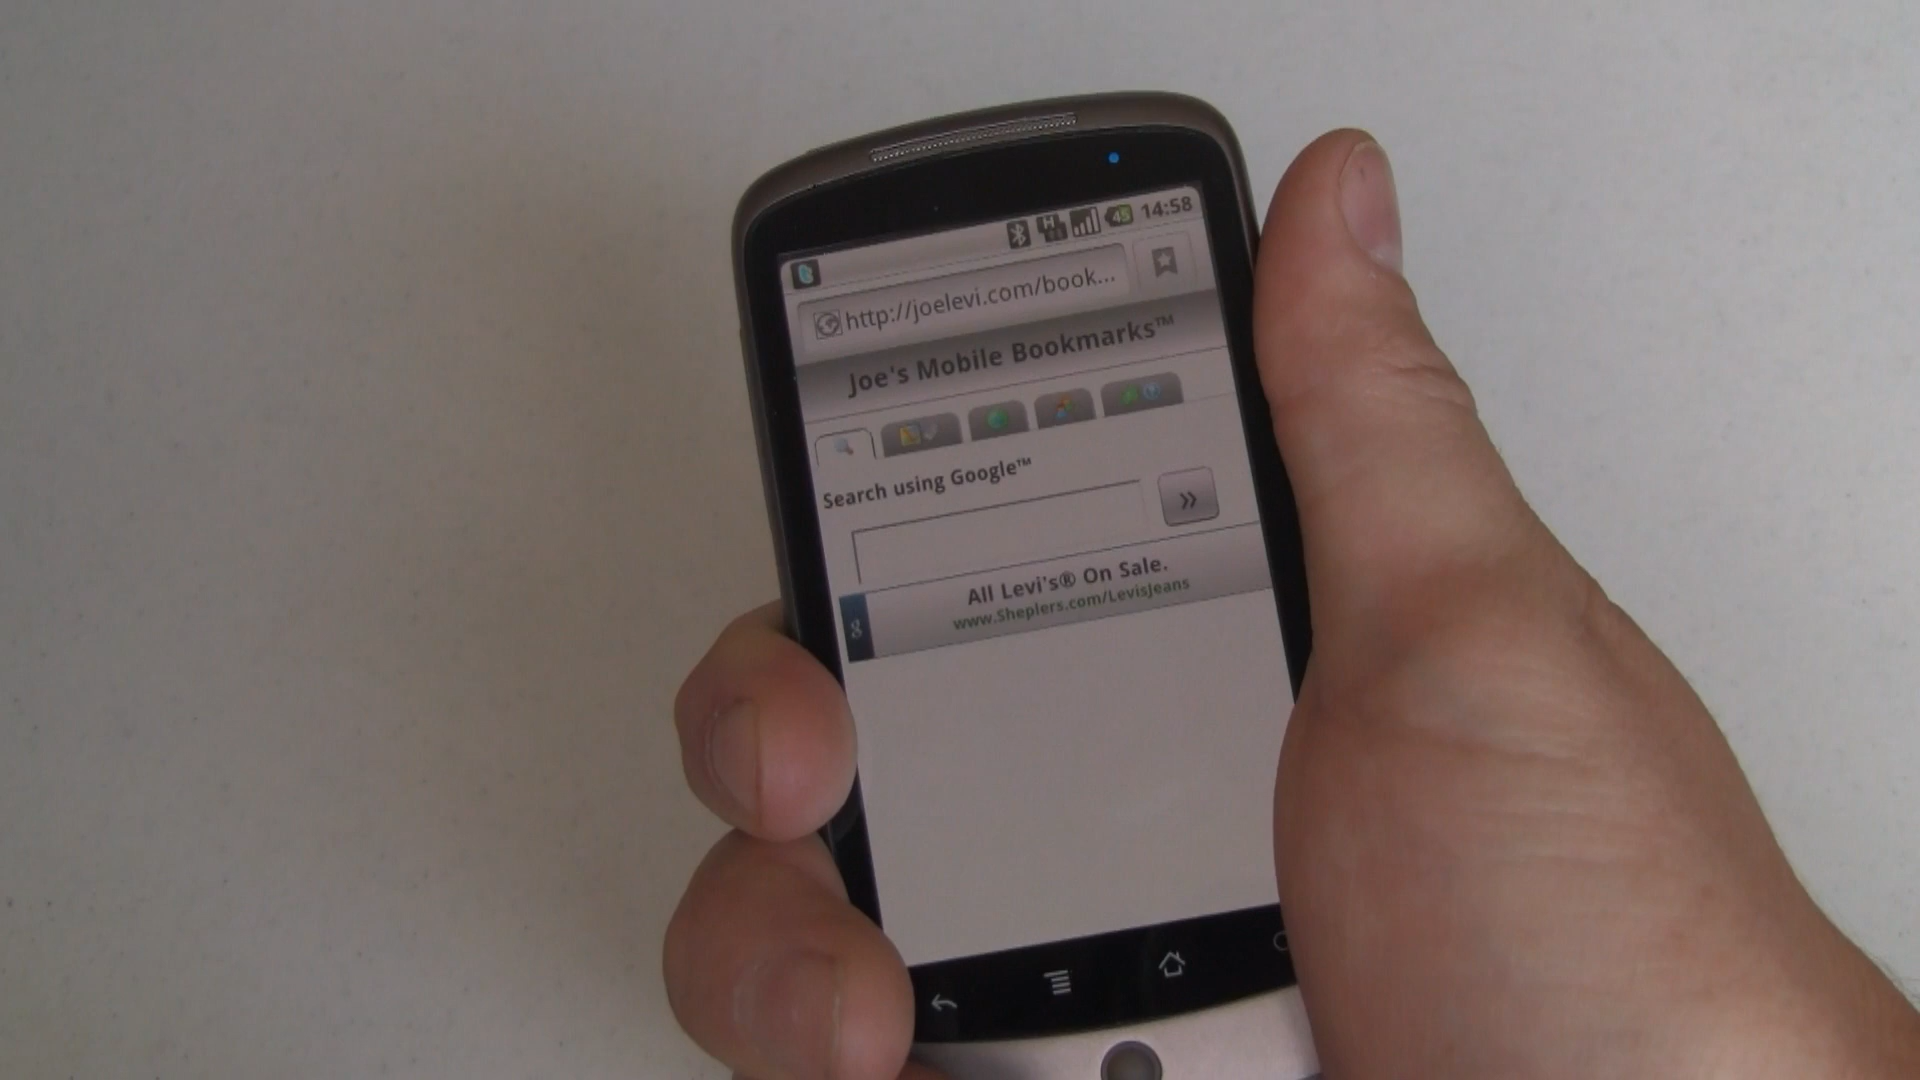 45 14:58
http://joelevi.com/book...
Joe's Mobile Bookmarks™
Search using Google™
»
All Levi's® On Sale.
www.Sheplers.com/LevisJeans
g